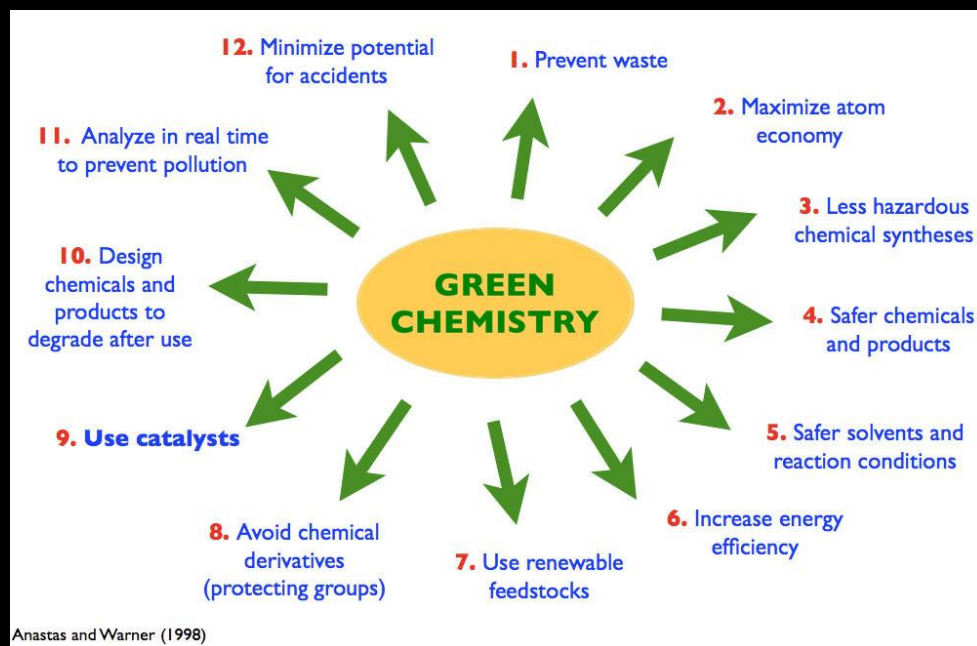 GREEN
CHEMISTRY
1. Prevent waste
2. Maximize atom
economy
3. Less hazardous
chemical syntheses
4. Safer chemicals
and products
5. Safer solvents and
reaction conditions
6. Increase energy
efficiency
7. Use renewable
feedstocks
8. Avoid chemical
derivatives
(protecting groups)
9. Use catalysts
10. Design
chemicals and
products to
degrade after use
11. Analyze in real time
to prevent pollution
12. Minimize potential
for accidents
Anastas and Warner (1998)